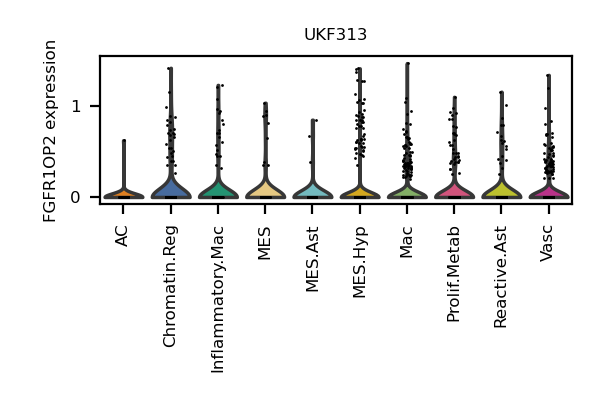 UKF313
FGFR1OP2 expression
1
0
AC
Chromatin.Reg
Inflammatory.Mac
MES
MES.Ast
MES.Hyp
Mac
Prolif.Metab
Reactive.Ast
Vasc